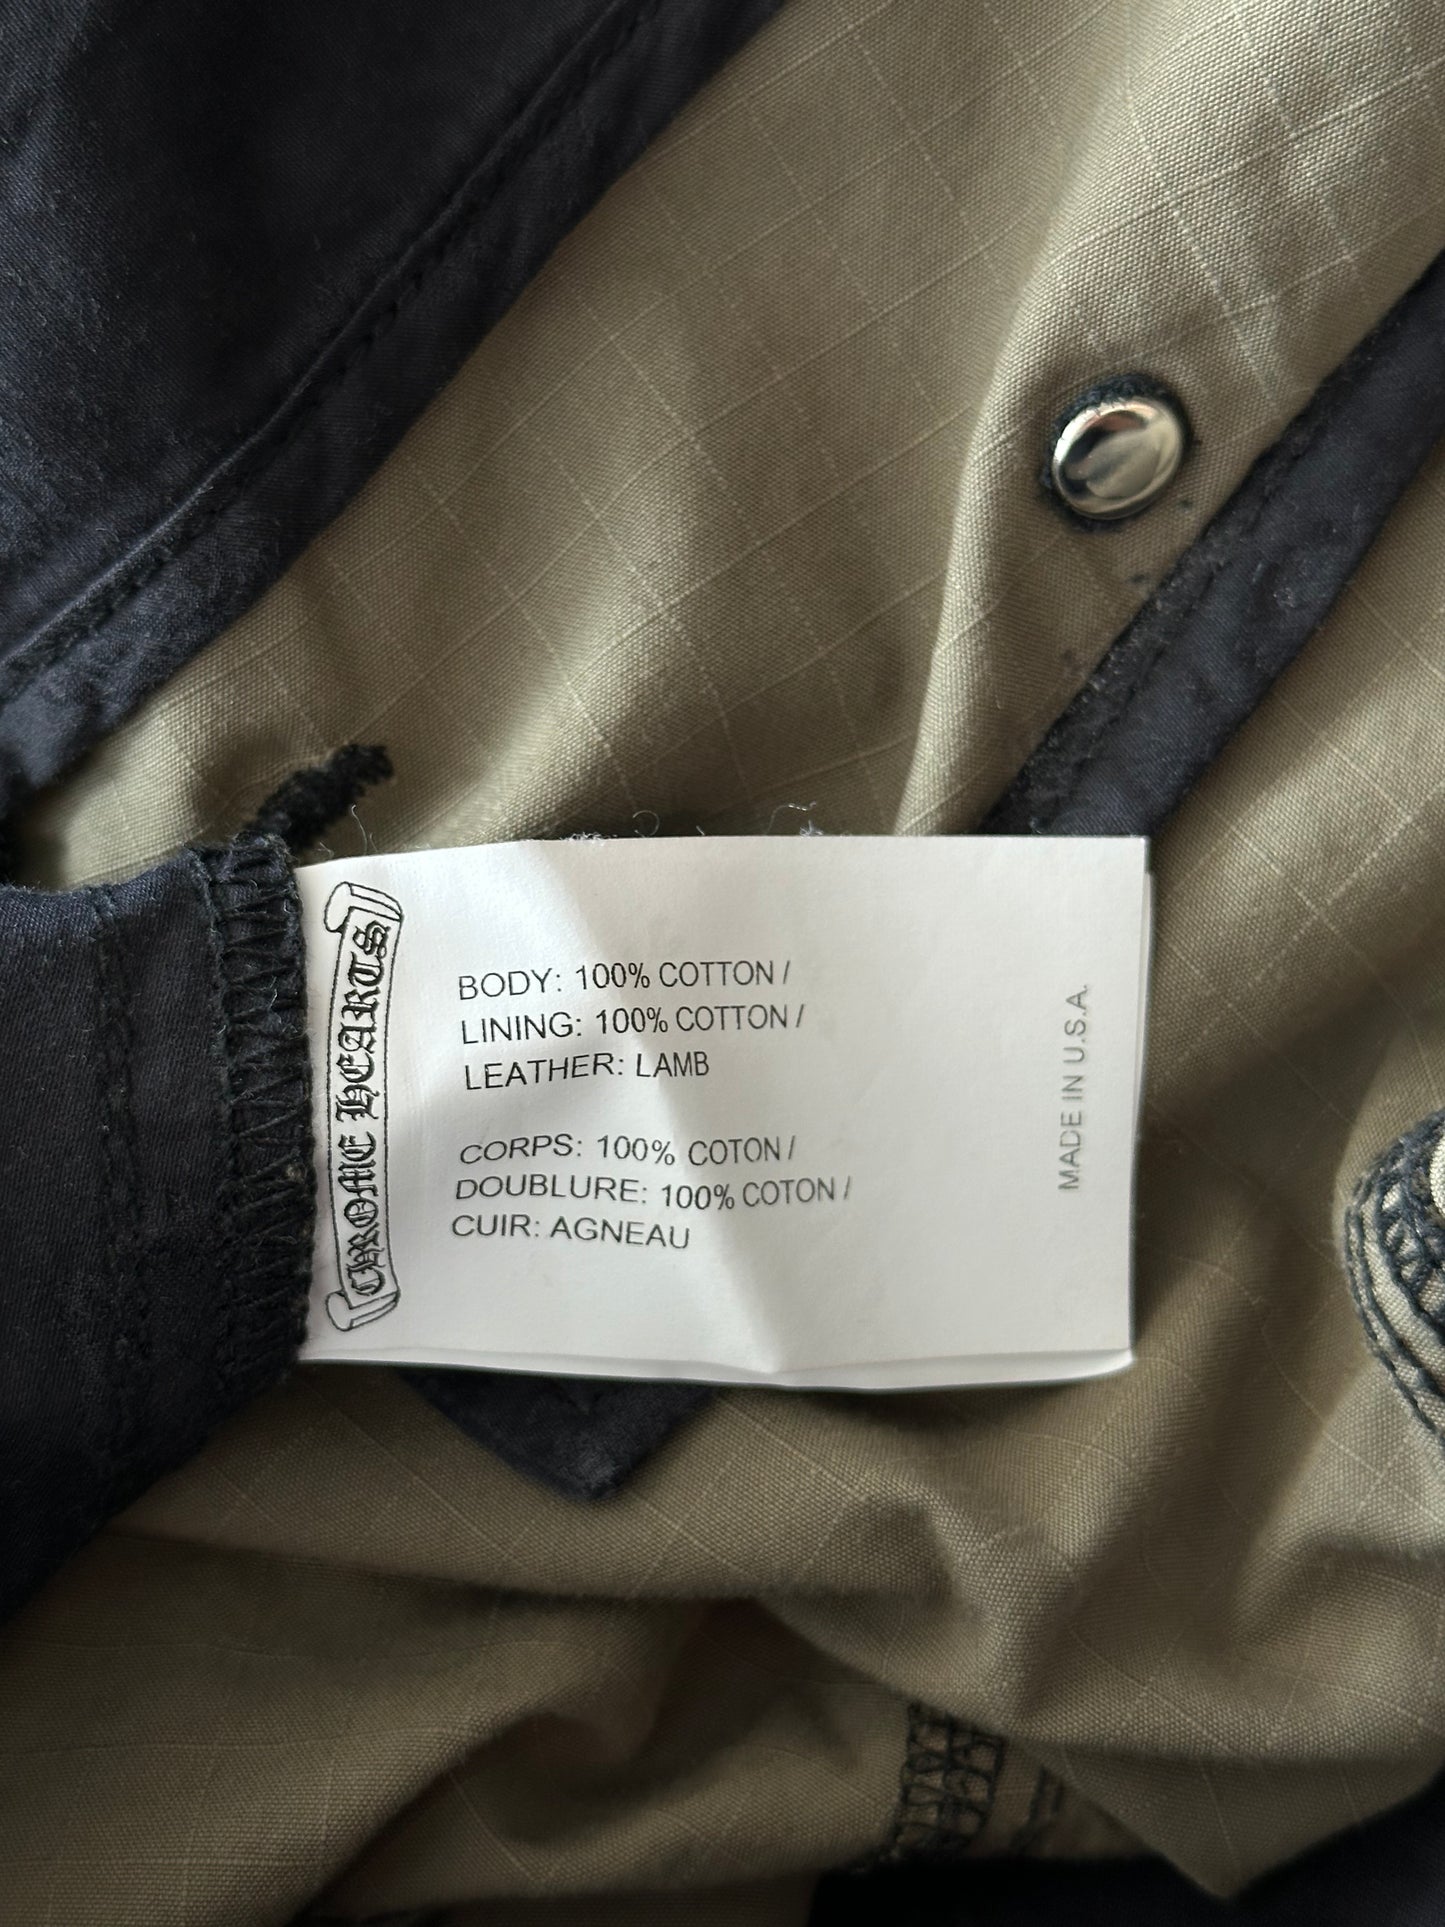 CHROME HEARTS
BODY: 100% COTTON /
LINING: 100% COTTON /
LEATHER: LAMB
CORPS: 100% COTON /
DOUBLURE: 100% COTON /
CUIR: AGNEAU
MADE IN U.S.A.